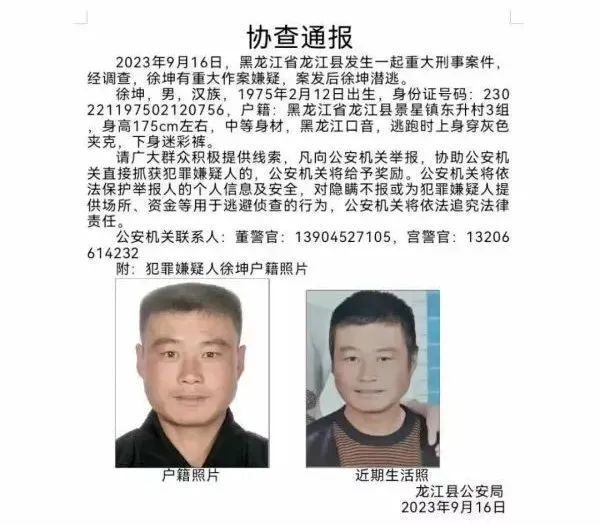 协查通报
2023年9月16日，黑龙江省龙江县发生一起重大刑事案件，
经调查，徐坤有重大作案嫌疑，案发后徐坤潜逃。
徐坤，男，汉族，1975年2月12日出生，身份证号码：230
221197502120756，户籍：黑龙江省龙江县景星镇东升村3组
，身高175cm左右，中等身材，黑龙江口音，逃跑时上身穿灰色
夹克，下身迷彩裤。
请广大群众积极提供线索，凡向公安机关举报，协助公安机
关直接抓获犯罪嫌疑人的，公安机关将给予奖励。公安机关将依
法保护举报人的个人信息及安全，对隐瞒不报或为犯罪嫌疑人提
供场所、资金等用于逃避侦查的行为，公安机关将依法追究法律
责任。
公安机关联系人：董警官：13904527105，宫警官：13206
614232
附：犯罪嫌疑人徐坤户籍照片
户籍照片
近期生活照
龙江县公安局
2023年9月16日